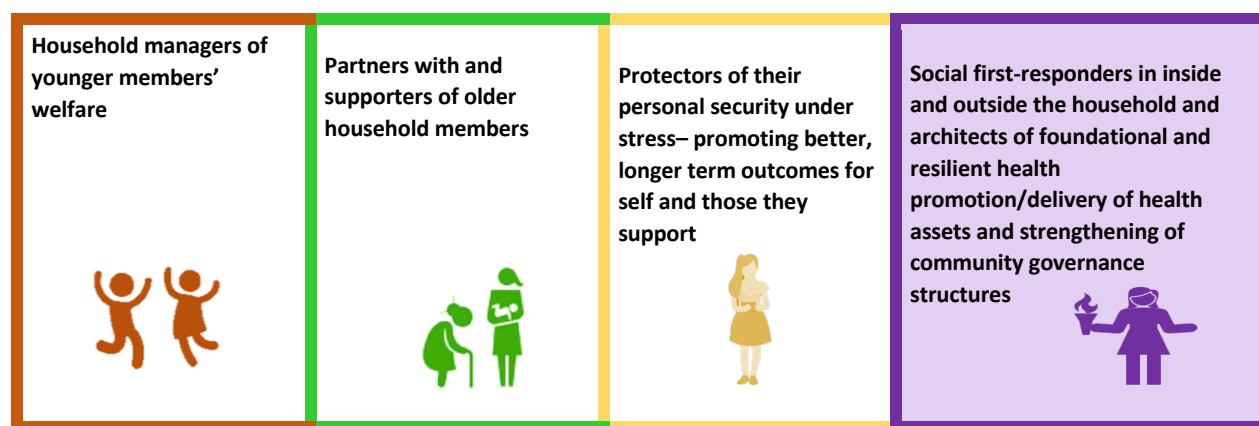 Household managers of
younger members’
welfare
Partners with and
supporters of older
household members
Protectors of their
personal security under
stress– promoting better,
longer term outcomes for
self and those they
support
Social first-responders in inside
and outside the household and
architects of foundational and
resilient health
promotion/delivery of health
assets and strengthening of
community governance
structures